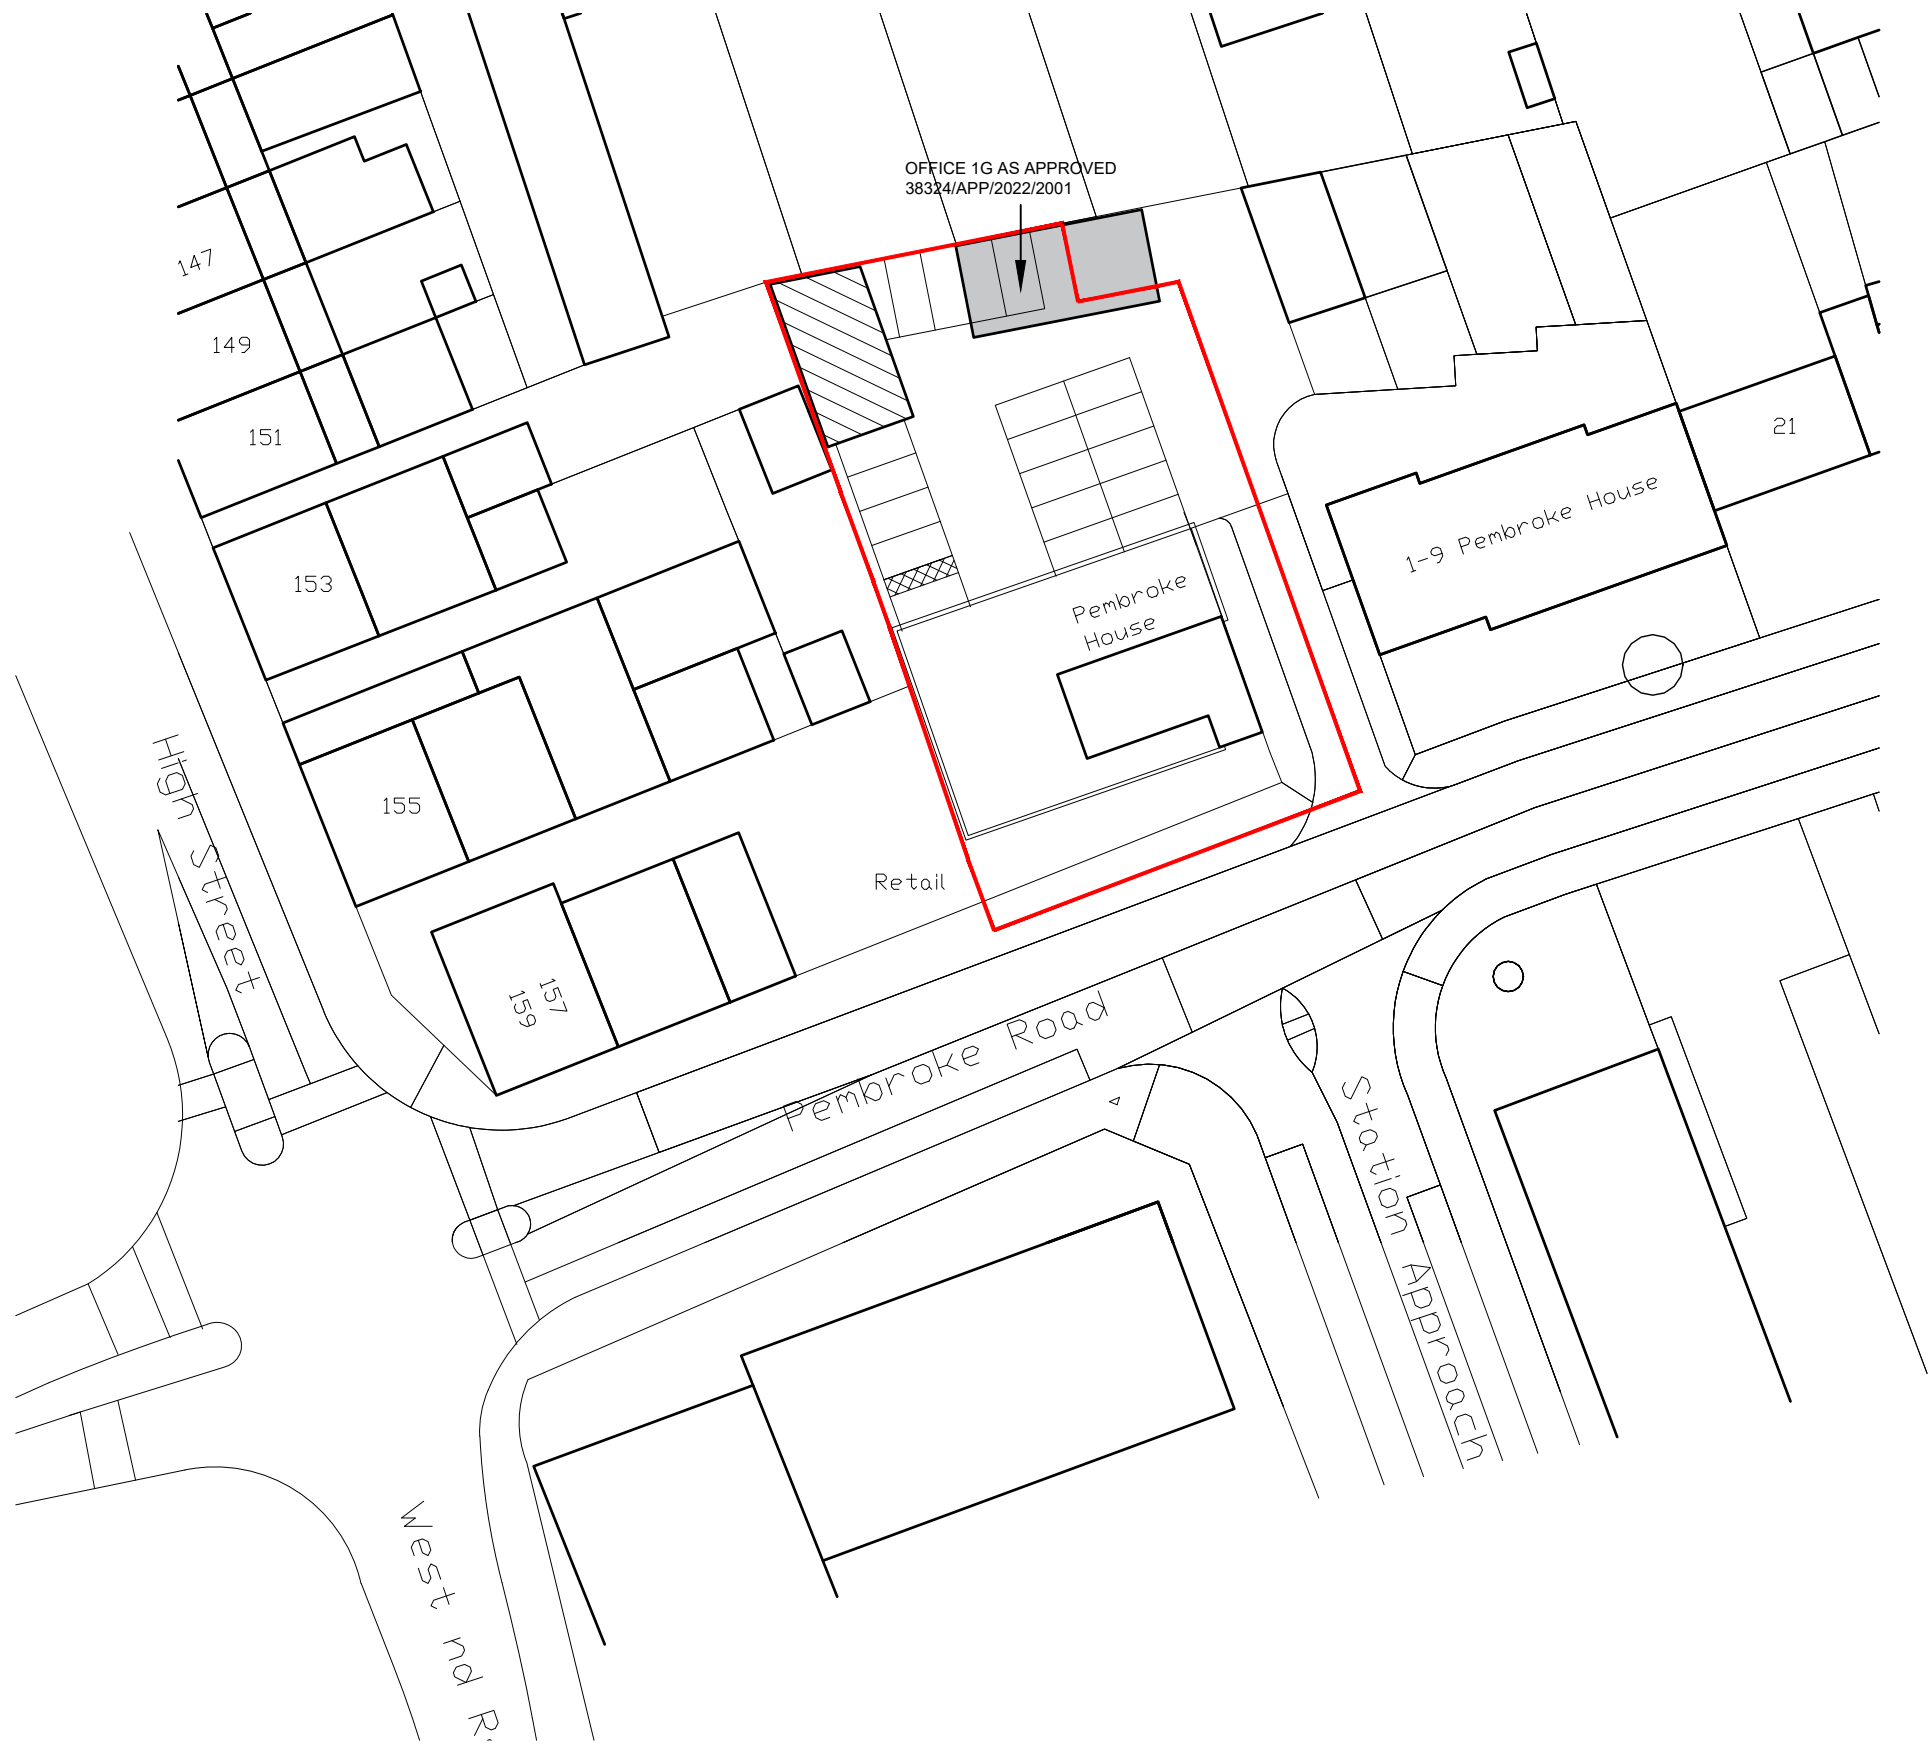 OFFICE 1G AS APPROVED
38324/APP/2022/2001
147
149
151
153
155
157
159
21
1-9 Pembroke House
Pembroke
House
Retail
High Street
Pembroke Road
Station Approach
West nd R